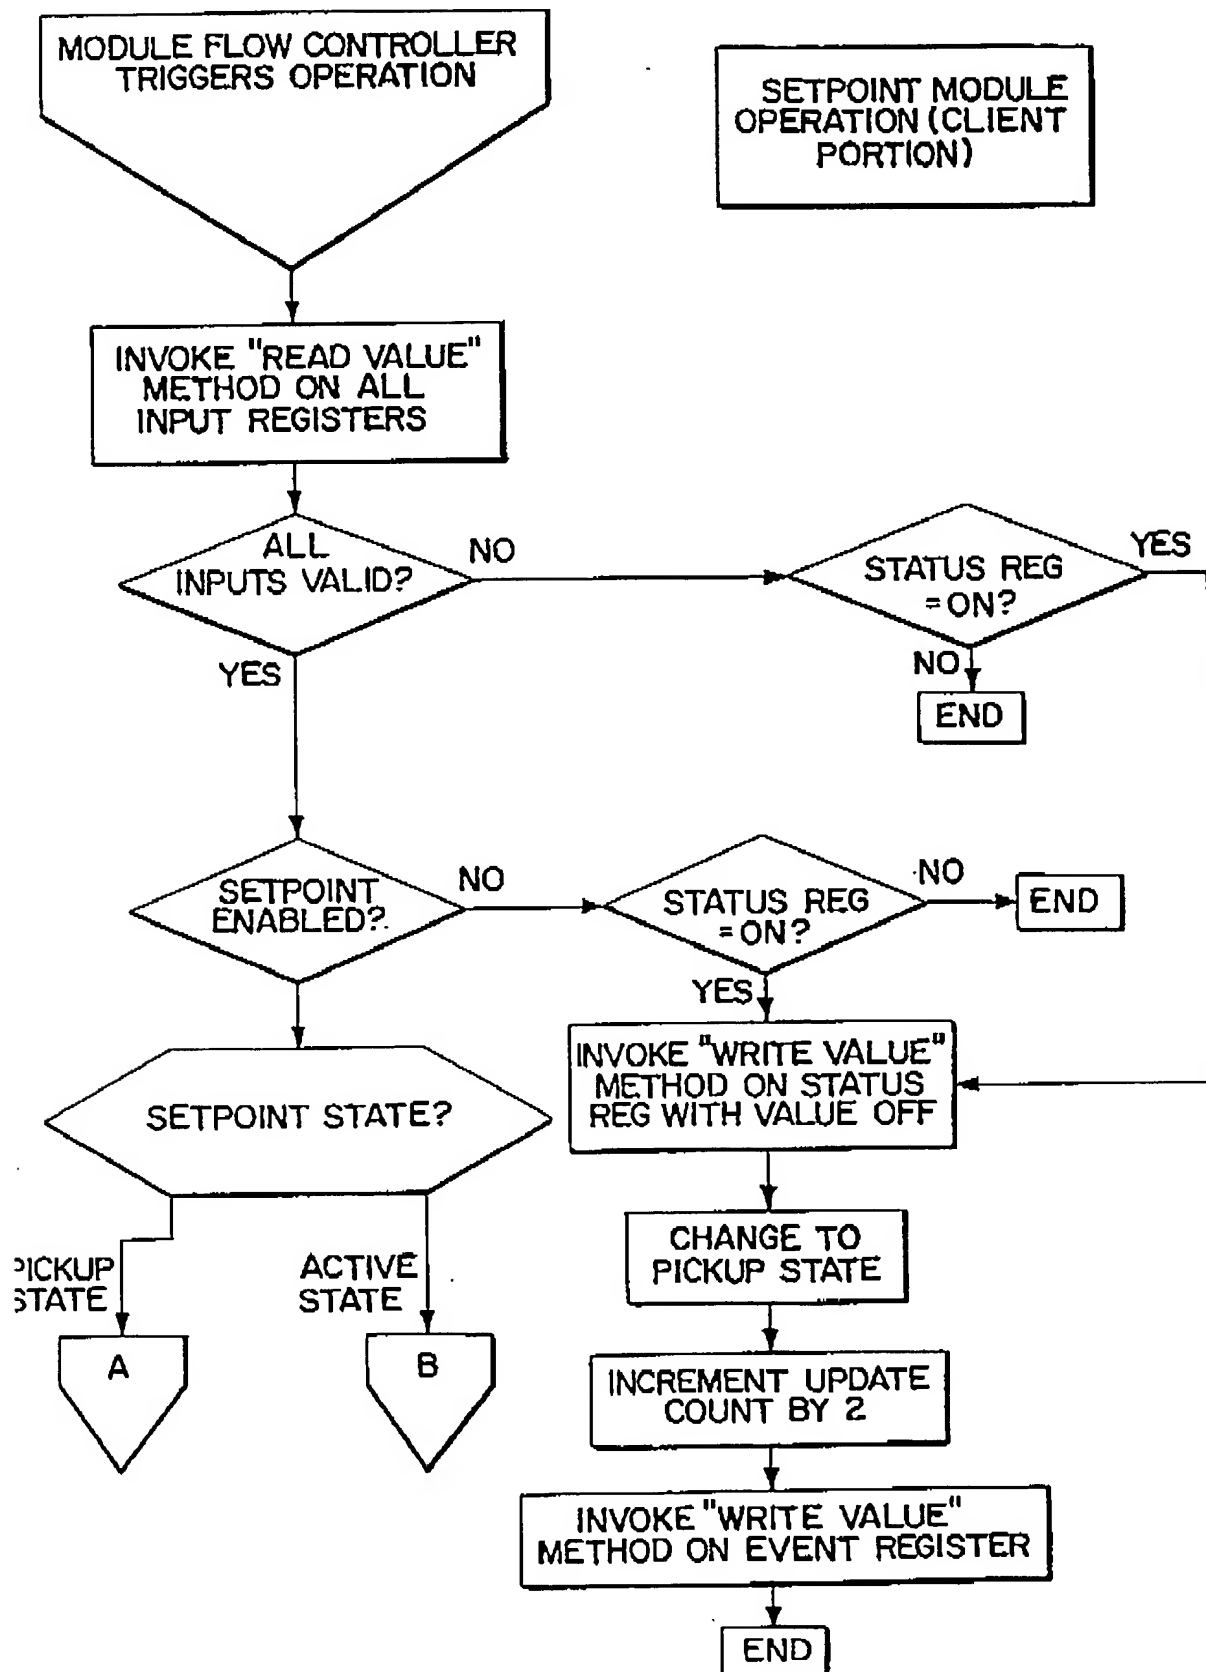 MODULE FLOW CONTROLLER
TRIGGERS OPERATION
SETPOINT MODULE
OPERATION (CLIENT
PORTION)
INVOKE "READ VALUE"
METHOD ON ALL
INPUT REGISTERS
ALL
INPUTS VALID?
NO
STATUS REG
=ON?
YES
YES
NO
END
SETPOINT
ENABLED?
NO
STATUS REG
=ON?
NO
END
YES
INVOKE "WRITE VALUE"
METHOD ON STATUS
REG WITH VALUE OFF
SETPOINT STATE?
CHANGE TO
PICKUP STATE
PICKUP
STATE
ACTIVE
STATE
A
B
INCREMENT UPDATE
COUNT BY 2
INVOKE "WRITE VALUE"
METHOD ON EVENT REGISTER
END